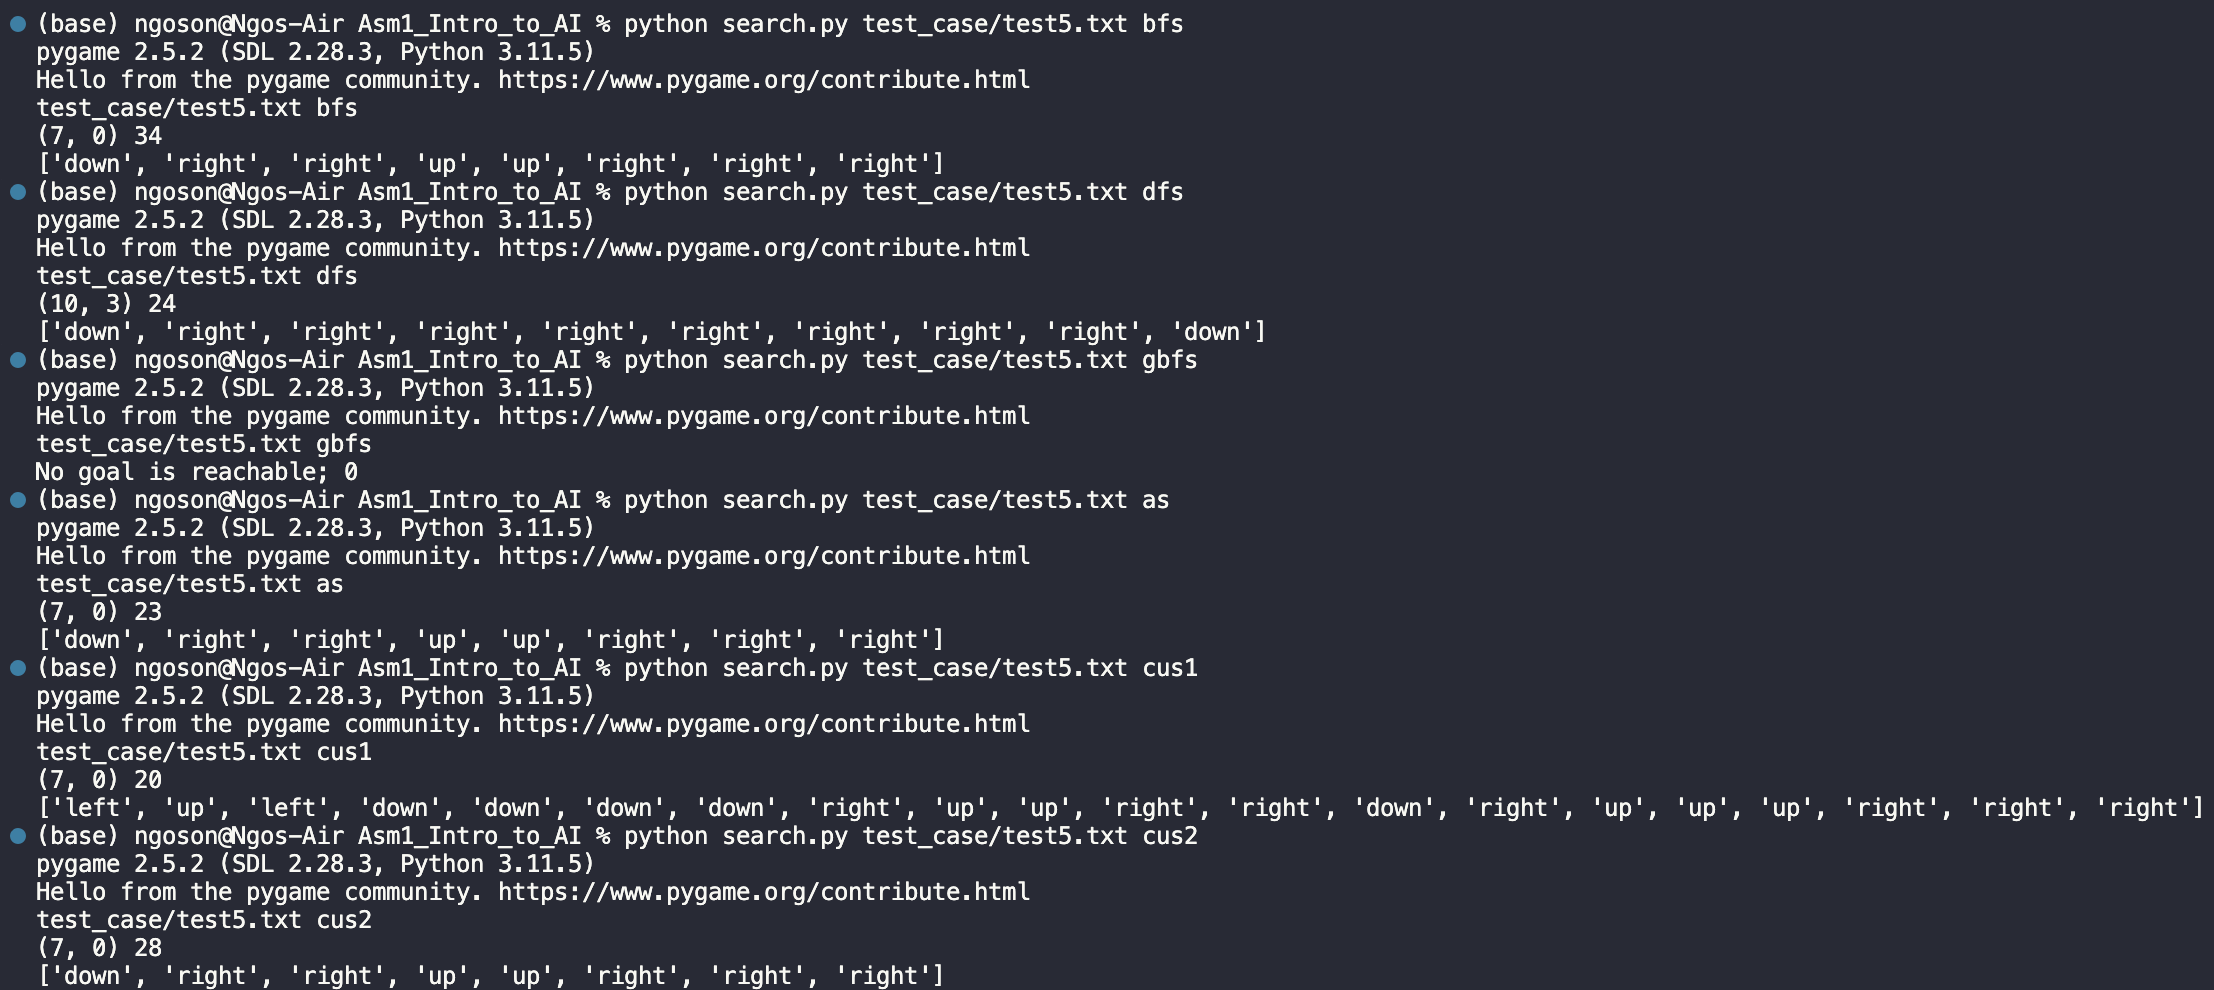 (base) ngoson@Ngos-Air Asm1_Intro_to_AI % python search.py test_case/test5.txt bfs
pygame 2.5.2 (SDL 2.28.3, Python 3.11.5)
Hello from the pygame community. https://www.pygame.org/contribute.html
test_case/test5.txt bfs
(7, 0) 34
['down', 'right', 'right', 'up', 'up', 'right', 'right', 'right']
(base) ngoson@Ngos-Air Asm1_Intro_to_AI % python search.py test_case/test5.txt dfs
pygame 2.5.2 (SDL 2.28.3, Python 3.11.5)
Hello from the pygame community. https://www.pygame.org/contribute.html
test_case/test5.txt dfs
(10, 3) 24
['down', 'right', 'right', 'right', 'right', 'right', 'right', 'right', 'right', 'down']
(base) ngoson@Ngos-Air Asm1_Intro_to_AI % python search.py test_case/test5.txt gbfs
pygame 2.5.2 (SDL 2.28.3, Python 3.11.5)
Hello from the pygame community. https://www.pygame.org/contribute.html
test_case/test5.txt gbfs
No goal is reachable; 0
(base) ngoson@Ngos-Air Asm1_Intro_to_AI % python search.py test_case/test5.txt as
pygame 2.5.2 (SDL 2.28.3, Python 3.11.5)
Hello from the pygame community. https://www.pygame.org/contribute.html
test_case/test5.txt as
(7, 0) 23
['down', 'right', 'right', 'up', 'up', 'right', 'right', 'right']
(base) ngoson@Ngos-Air Asm1_Intro_to_AI % python search.py test_case/test5.txt cus1
pygame 2.5.2 (SDL 2.28.3, Python 3.11.5)
Hello from the pygame community. https://www.pygame.org/contribute.html
test_case/test5.txt cus1
(7, 0) 20
['left', 'up', 'left', 'down', 'down', 'down', 'down', 'right', 'up', 'up', 'right', 'right', 'down', 'right', 'up', 'up', 'up', 'right', 'right', 'right']
(base) ngoson@Ngos-Air Asm1_Intro_to_AI % python search.py test_case/test5.txt cus2
pygame 2.5.2 (SDL 2.28.3, Python 3.11.5)
Hello from the pygame community. https://www.pygame.org/contribute.html
test_case/test5.txt cus2
(7, 0) 28
['down', 'right', 'right', 'up', 'up', 'right', 'right', 'right']